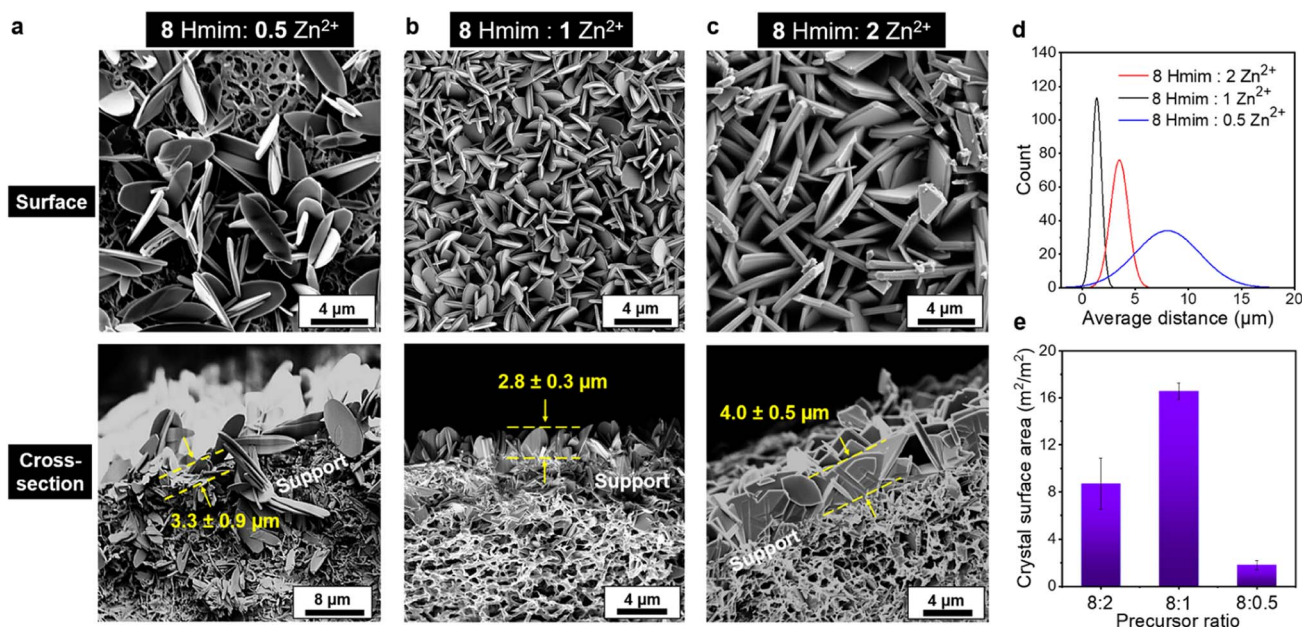 a
8 Hmim: 0.5 Zn²⁺
b
8 Hmim : 1 Zn²⁺
c
8 Hmim: 2 Zn²⁺
d
Surface
4 µm
4 µm
4 µm
140
120
100
80
60
40
20
0
Count
8 Hmim : 2 Zn²⁺
8 Hmim : 1 Zn²⁺
8 Hmim : 0.5 Zn²⁺
0
5
10
15
20
Average distance (µm)
Cross-
section
3.3 ± 0.9 µm
Support
8 µm
2.8 ± 0.3 µm
Support
4 µm
4.0 ± 0.5 µm
Support
4 µm
e
20
16
12
8
4
0
Crystal surface area (m²/m²)
8:2
8:1
8:0.5
Precursor ratio